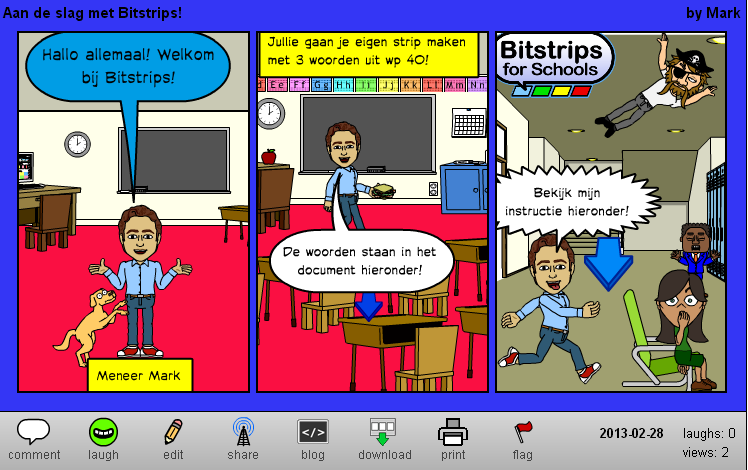 Aan de slag met Bitstrips!
by Mark
Hallo allemaal! Welkom
bij Bitstrips!
Meneer Mark
Jullie gaan je eigen strip maken
met 3 woorden uit wp 40!
d Ee Ff Gg Hh Ii Jj Kk Ll Mm Nn
De woorden staan in het
document hieronder!
Bitstrips
for Schools
Bekijk mijn
instructie hieronder!
comment
laugh
edit
share
</>
blog
download
print
flag
2013-02-28
laughs: 0
views: 2